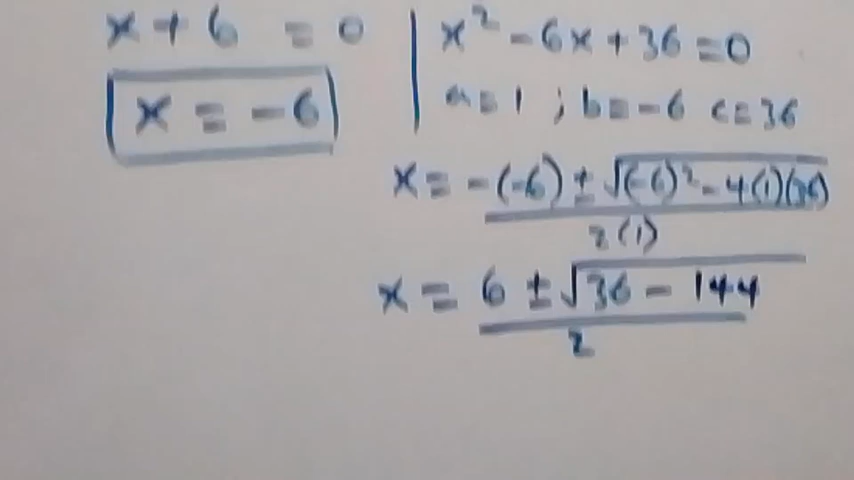 x + 6 = 0
x = -6
x² - 6x + 36 = 0
a = 1 ; b = -6 c = 36
x = -(-6) ± √(-6)² - 4(1)(36)
2(1)
x = 6 ± √36 - 144
2